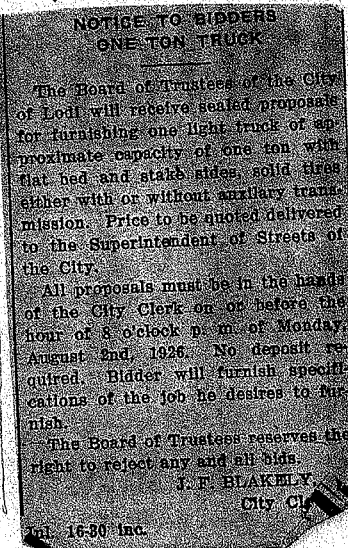 NOTICE TO BIDDERS
ONE TON TRUCK
The Board of Trustees of the City
of Lodi will receive sealed proposals
for furnishing one light truck of ap
proximate capacity of one ton with
flat bed and stake sides, solid tires
either with or without auxilary trans-
mission. Price to be quoted delivered
to the Superintendent of Streets of
the City.
All proposals must be in the hands
of the City Clerk on or before the
hour of 8 o'clock p. m. of Monday,
August 2nd, 1926. No deposit re-
quired. Bidder will furnish specifi-
cations of the job he desires to fur-
nish.
The Board of Trustees reserves the
right to reject any and all bids.
J. F. BLAKELY,
City Cl
Jul. 16-30 inc.